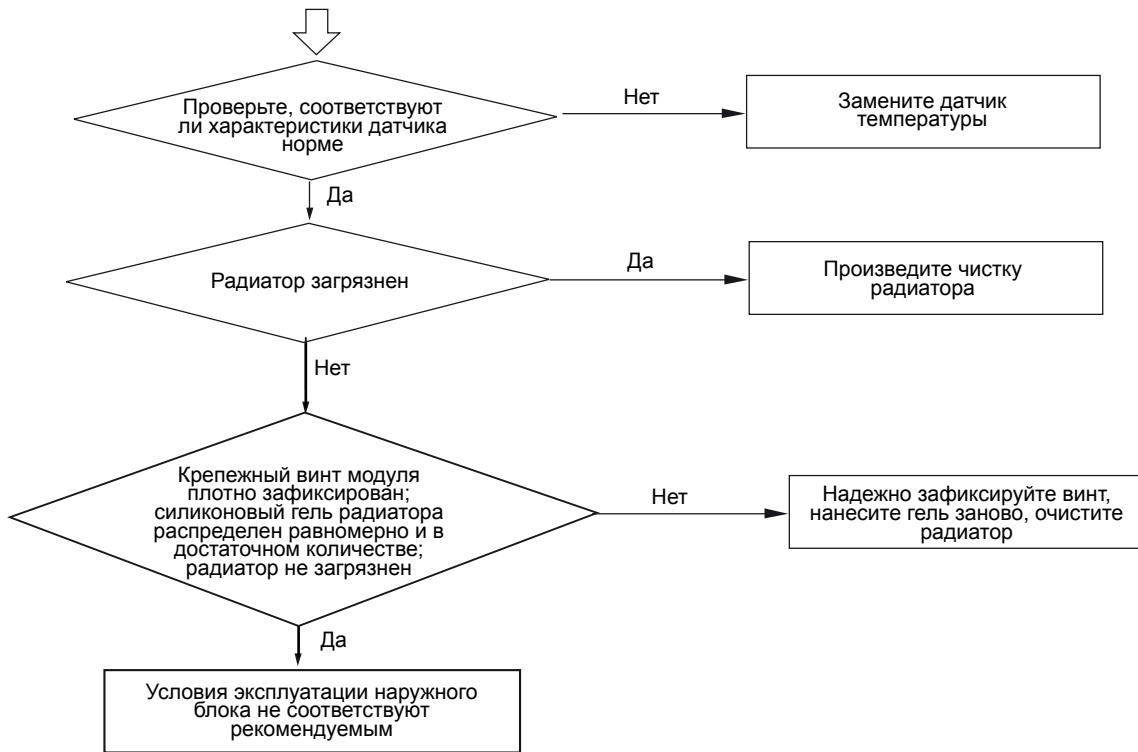 Проверьте, соответствуют
ли характеристики датчика
норме
Нет
Замените датчик
температуры
Да
Радиатор загрязнен
Да
Произведите чистку
радиатора
Нет
Крепежный винт модуля
плотно зафиксирован;
силиконовый гель радиатора
распределен равномерно и в
достаточном количестве;
радиатор не загрязнен
Нет
Надежно зафиксируйте винт,
нанесите гель заново, очистите
радиатор
Да
Условия эксплуатации наружного
блока не соответствуют
рекомендуемым